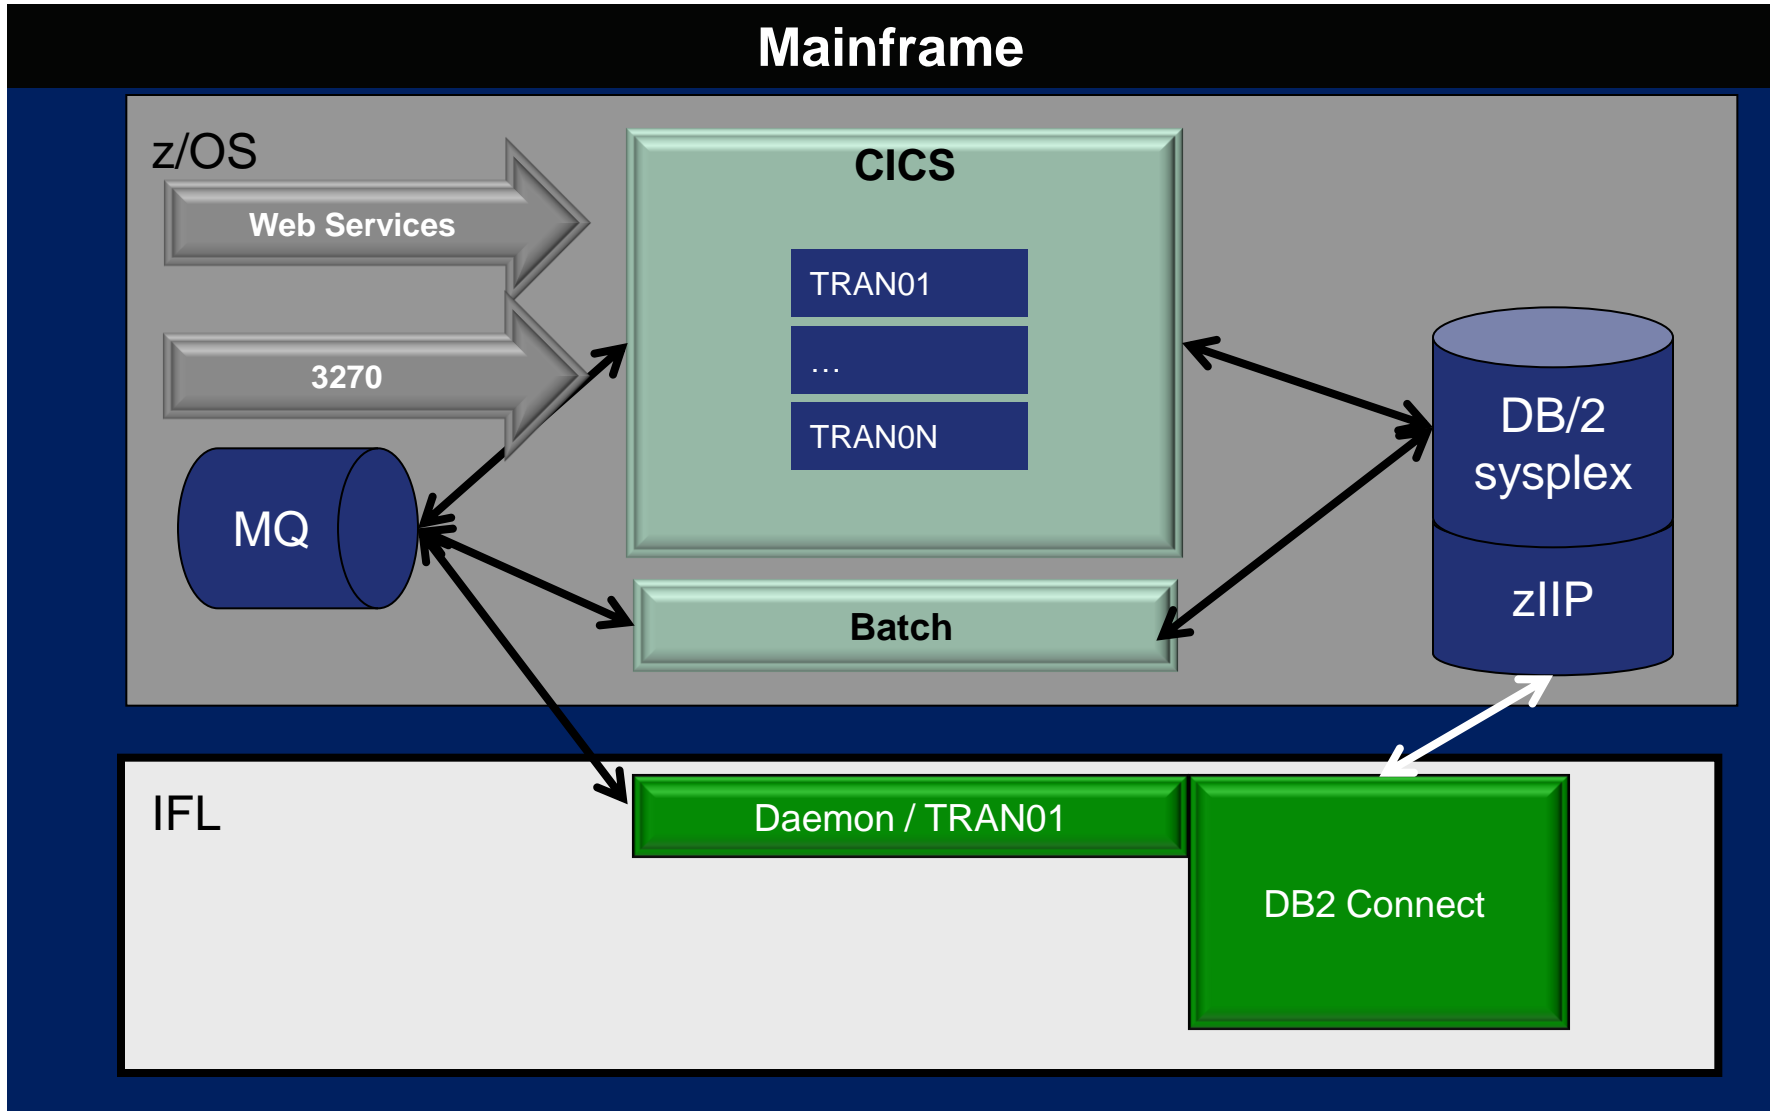 Mainframe
z/OS
Web Services
3270
MQ
CICS
TRAN01
...
TRAN0N
Batch
DB/2
sysplex
zIIP
IFL
Daemon / TRAN01
DB2 Connect